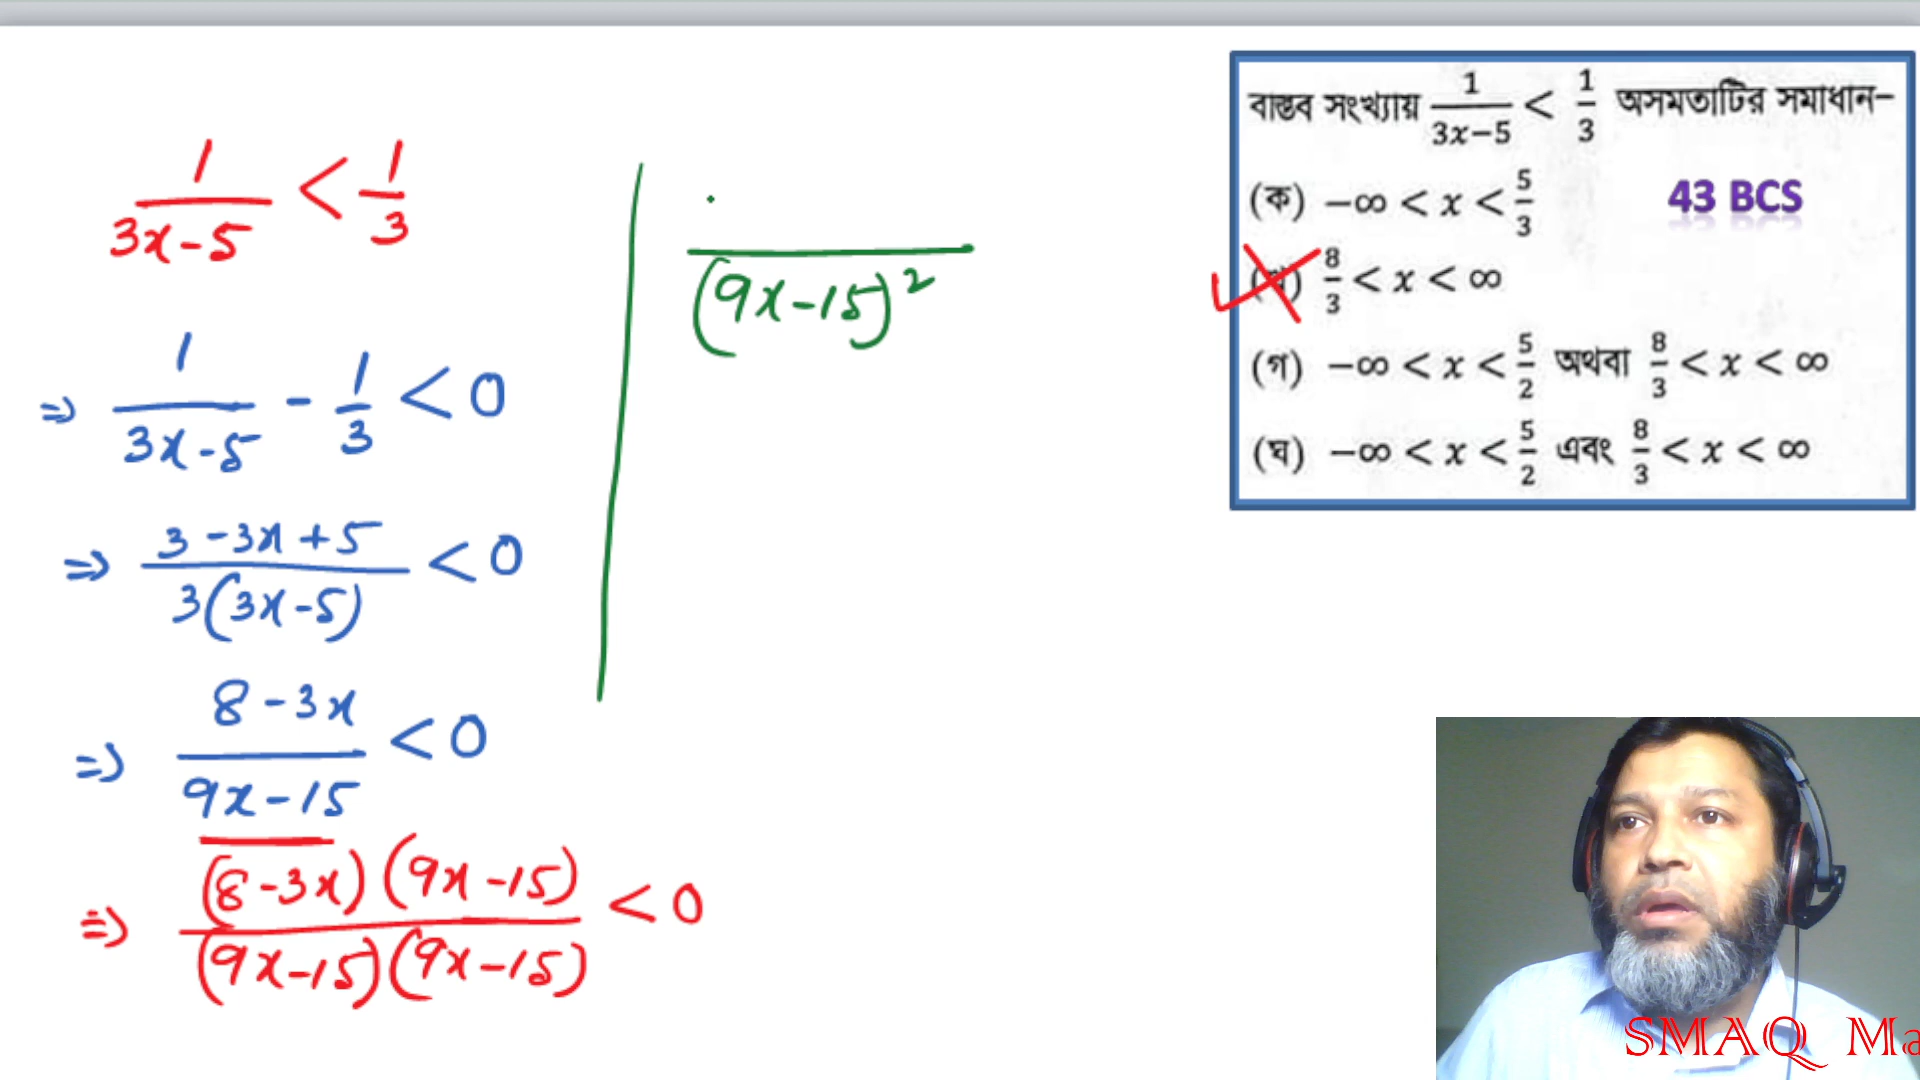 1/(3x-5) < 1/3
⇒ 1/(3x-5) - 1/3 < 0
⇒ (3-3x+5)/(3(3x-5)) < 0
⇒ (8-3x)/(9x-15) < 0
⇒ ((8-3x)(9x-15))/((9x-15)(9x-15)) < 0
(9x-15)²
বাস্তব সংখ্যায় 1/(3x-5) < 1/3 অসমতাটির সমাধান-
(ক) -∞ < x < 5/3
43 BCS
(খ) 8/3 < x < ∞
(গ) -∞ < x < 5/2 অথবা 8/3 < x < ∞
(ঘ) -∞ < x < 5/2 এবং 8/3 < x < ∞
SMAQ Ma